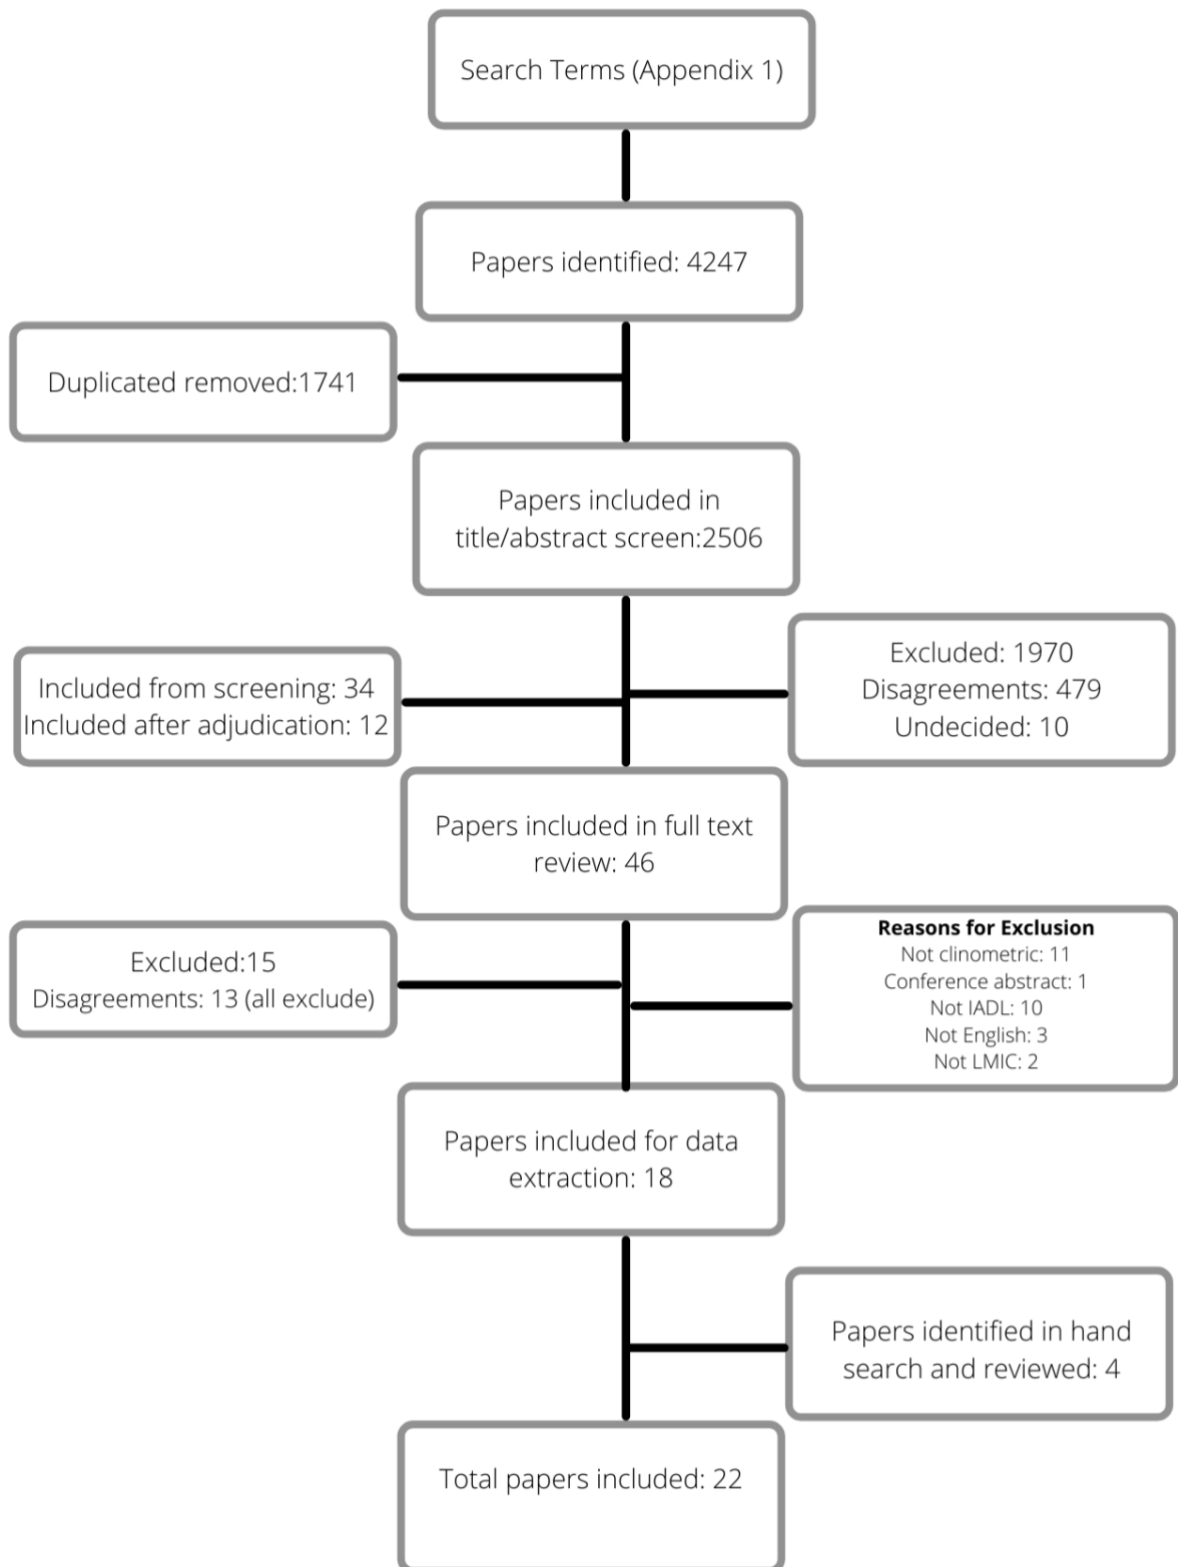 Search Terms (Appendix 1)
Papers identified: 4247
Duplicated removed:1741
Papers included in
title/abstract screen:2506
Excluded: 1970
Disagreements: 479
Undecided: 10
Included from screening: 34
Included after adjudication: 12
Papers included in full text
review: 46
Reasons for Exclusion
Not clinometric: 11
Conference abstract: 1
Not IADL: 10
Not English: 3
Not LMIC: 2
Excluded:15
Disagreements: 13 (all exclude)
Papers included for data
extraction: 18
Papers identified in hand
search and reviewed: 4
Total papers included: 22